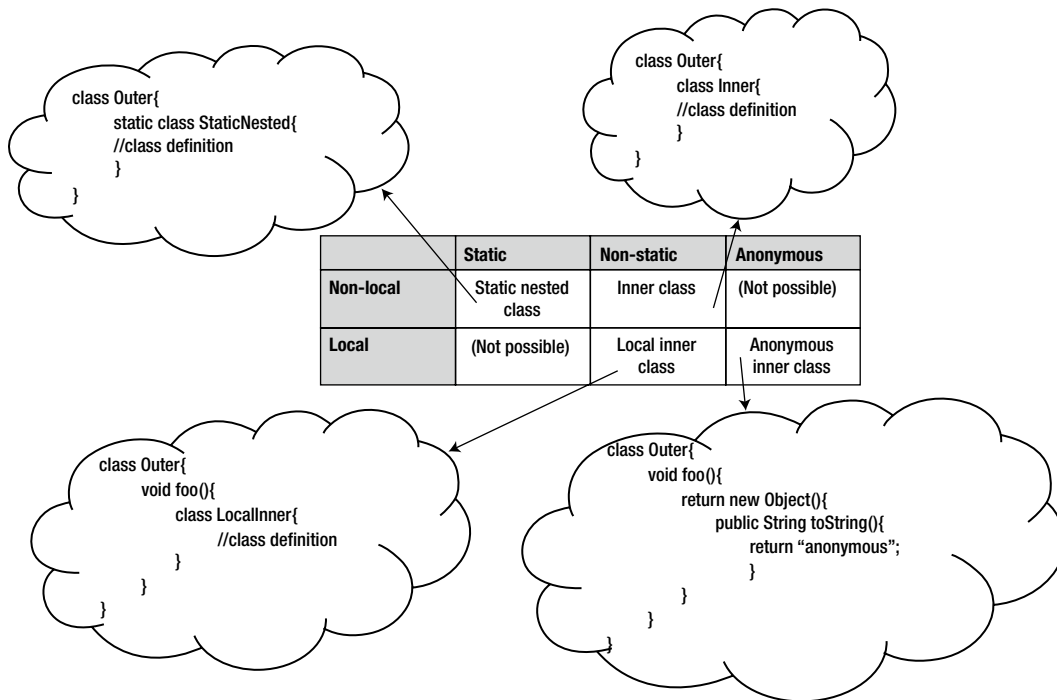 class Outer{
static class StaticNested{
//class definition
}
}
class Outer{
class Inner{
//class definition
}
}
Static Non-static Anonymous
Non-local Static nested class Inner class (Not possible)
Local (Not possible) Local inner class Anonymous inner class
class Outer{
void foo(){
class LocalInner{
//class definition
}
}
}
class Outer{
void foo(){
return new Object(){
public String toString(){
return “anonymous”;
}
}
}
}